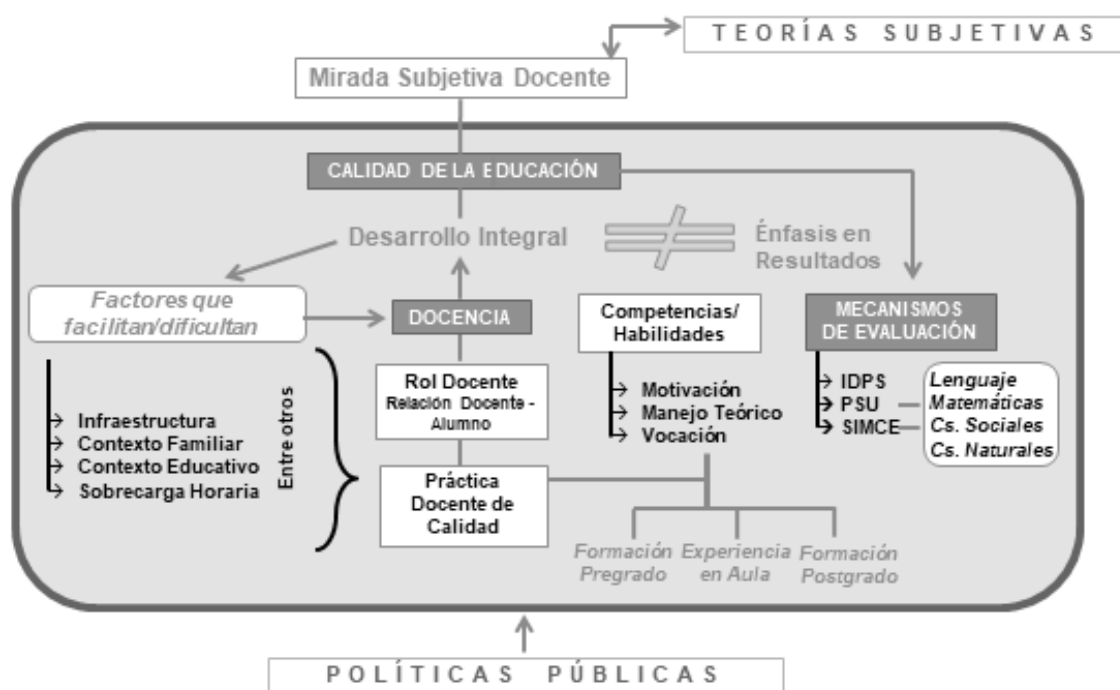 TEORÍAS SUBJETIVAS
Mirada Subjetiva Docente
CALIDAD DE LA EDUCACIÓN
Desarrollo Integral
Énfasis en
Resultados
Factores que
facilitan/dificultan
DOCENCIA
Competencias/
Habilidades
MECANISMOS
DE EVALUACIÓN
Infraestructura
Contexto Familiar
Contexto Educativo
Sobrecarga Horaria
Entre otros
Rol Docente
Relación Docente -
Alumno
Práctica
Docente de
Calidad
Motivación
Manejo Teórico
Vocación
IDPS
PSU
SIMCE
Lenguaje
Matemáticas
Cs. Sociales
Cs. Naturales
Formación
Pregrado
Experiencia
en Aula
Formación
Postgrado
POLÍTICAS PÚBLICAS